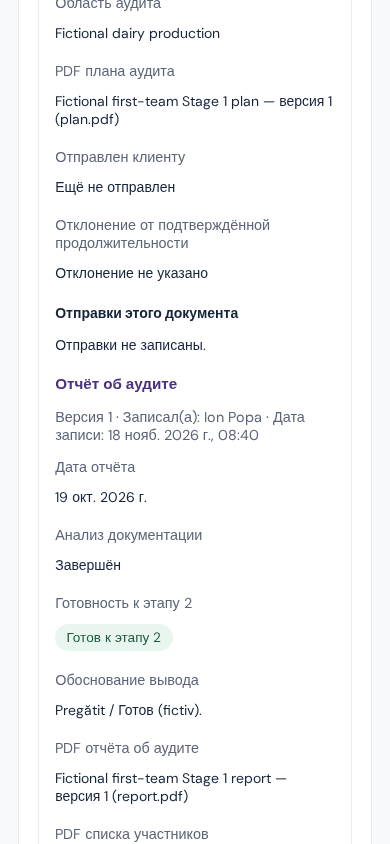 Область аудита
Fictional dairy production
PDF плана аудита
Fictional first-team Stage 1 plan — версия 1
(plan.pdf)
Отправлен клиенту
Ещё не отправлен
Отклонение от подтверждённой
продолжительности
Отклонение не указано
Отправки этого документа
Отправки не записаны.
Отчёт об аудите
Версия 1 · Записал(а): Ion Popa · Дата
записи: 18 нояб. 2026 г., 08:40
Дата отчёта
19 окт. 2026 г.
Анализ документации
Завершён
Готовность к этапу 2
Готов к этапу 2
Обоснование вывода
Pregătit / Готов (fictiv).
PDF отчёта об аудите
Fictional first-team Stage 1 report —
версия 1 (report.pdf)
PDF списка участников